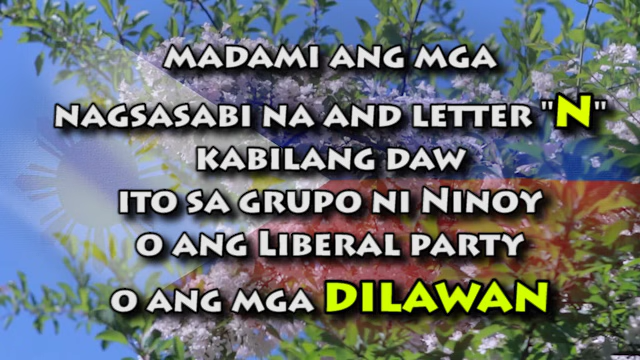 MADAMI ANG MGA
NAGSASABI NA AND LETTER "N"
KABILANG DAW
ITO SA GRUPO NI NINOY
O ANG LIBERAL PARTY
O ANG MGA DILAWAN